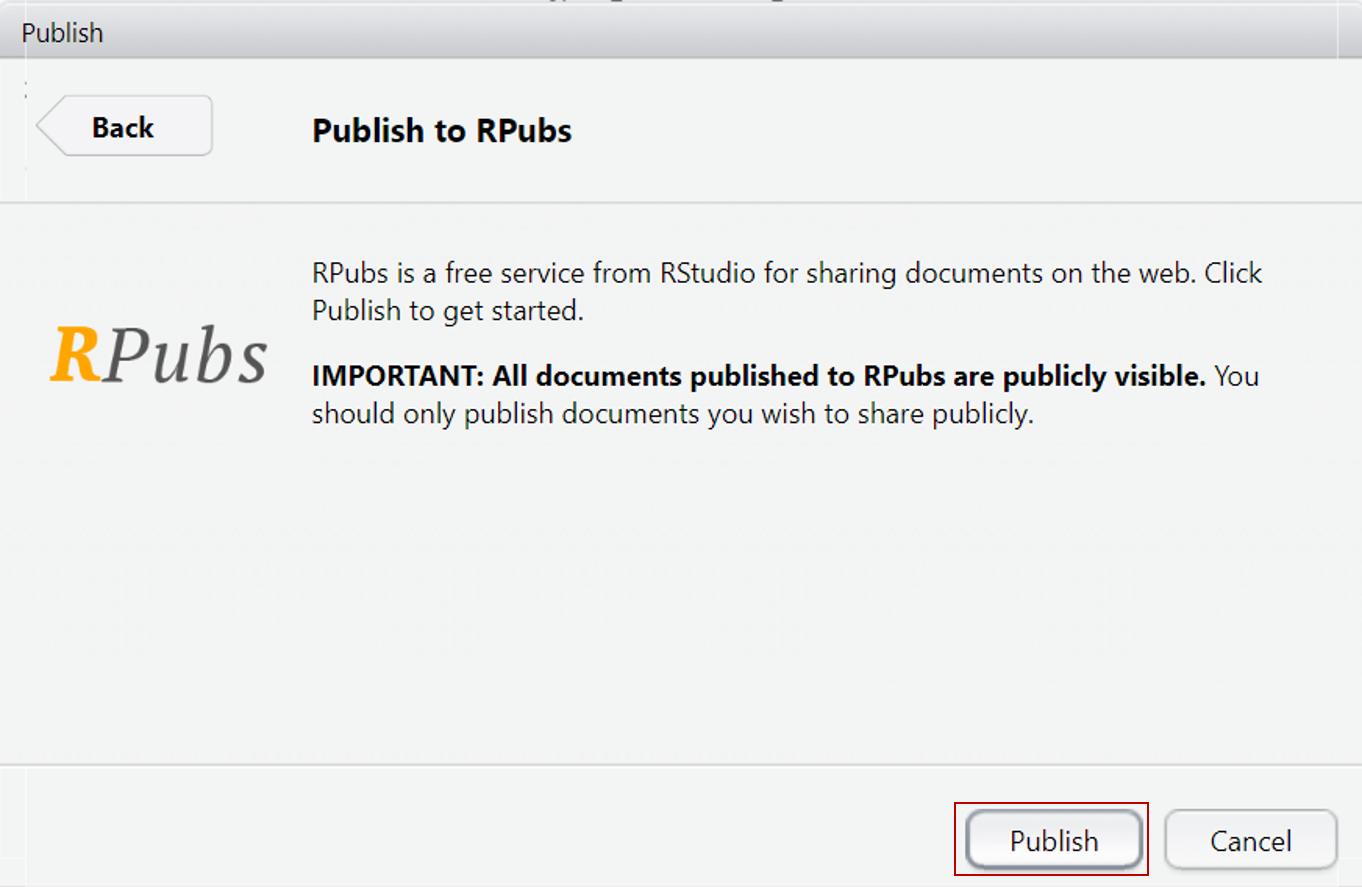 Publish
Back
Publish to RPubs
RPubs is a free service from RStudio for sharing documents on the web. Click
Publish to get started.
RPubs
IMPORTANT: All documents published to RPubs are publicly visible. You
should only publish documents you wish to share publicly.
Publish
Cancel